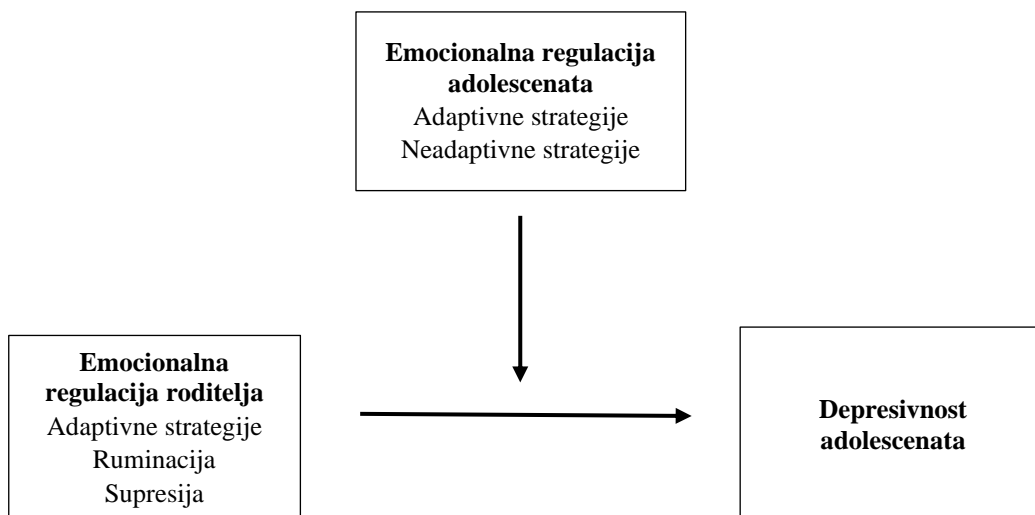 Emocionalna regulacija
adolescenata
Adaptivne strategije
Neadaptivne strategije
Emocionalna
regulacija roditelja
Adaptivne strategije
Ruminacija
Supresija
Depresivnost
adolescenata